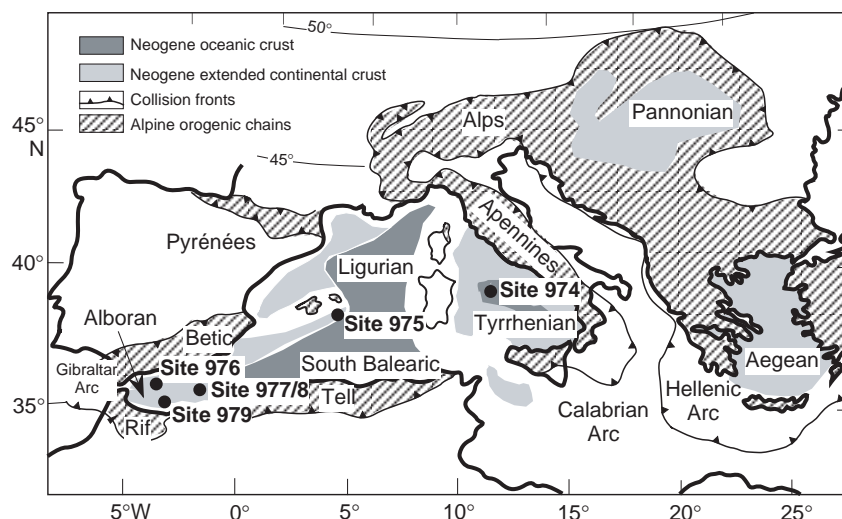 50°
Neogene oceanic crust
Neogene extended continental crust
Collision fronts
Alpine orogenic chains
45°
N
45°
40°
35°
Alps
Pannonian
Pyrénées
Apennines
Ligurian
Site 974
Tyrrhenian
Site 975
Alboran
Betic
Site 976
Gibraltar
Arc
South Balearic
Site 977/8
Tell
Site 979
Rif
Calabrian
Arc
Hellenic
Arc
Aegean
5°W
0°
5°
10°
15°
20°
25°